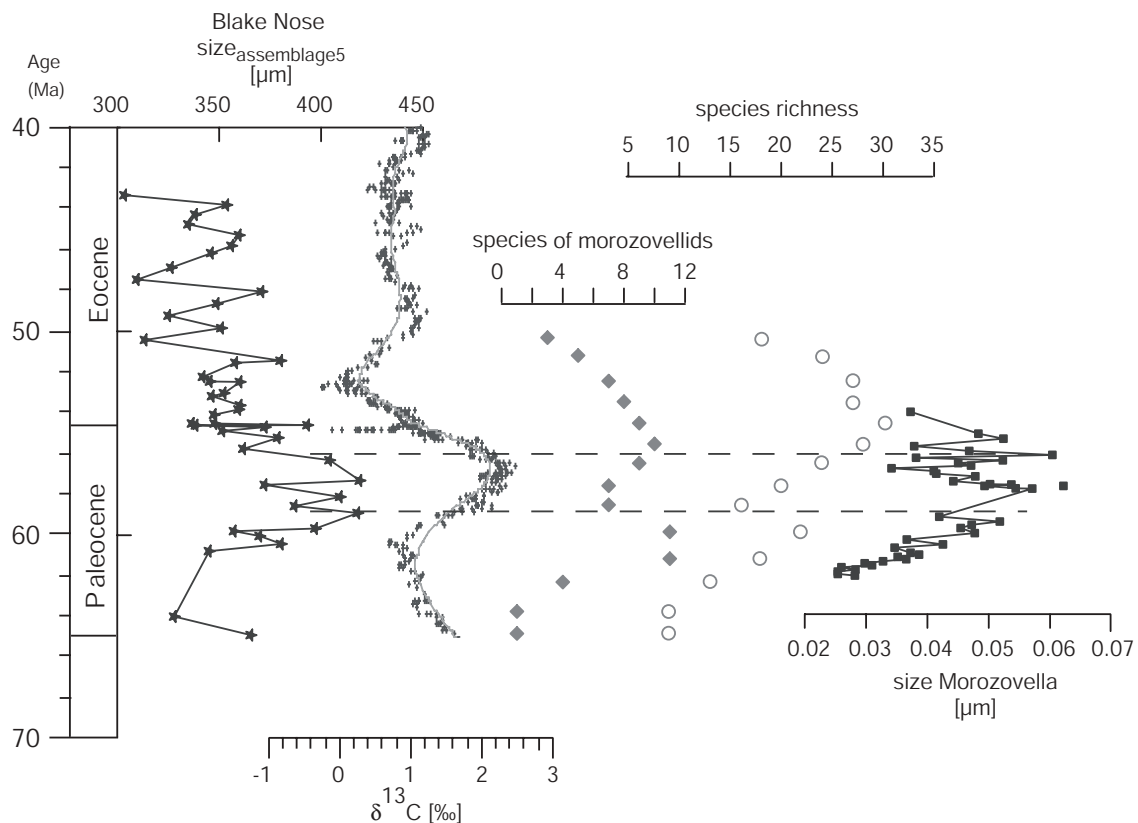 Blake Nose
size assemblage5
[µm]
Age
(Ma)
300 350 400 450
species richness
5 10 15 20 25 30 35
40
species of morozovellids
0 4 8 12
Eocene
50
Paleocene
60
0.02 0.03 0.04 0.05 0.06 0.07
size Morozovella
[µm]
70
-1 0 1 2 3
δ13C [‰]